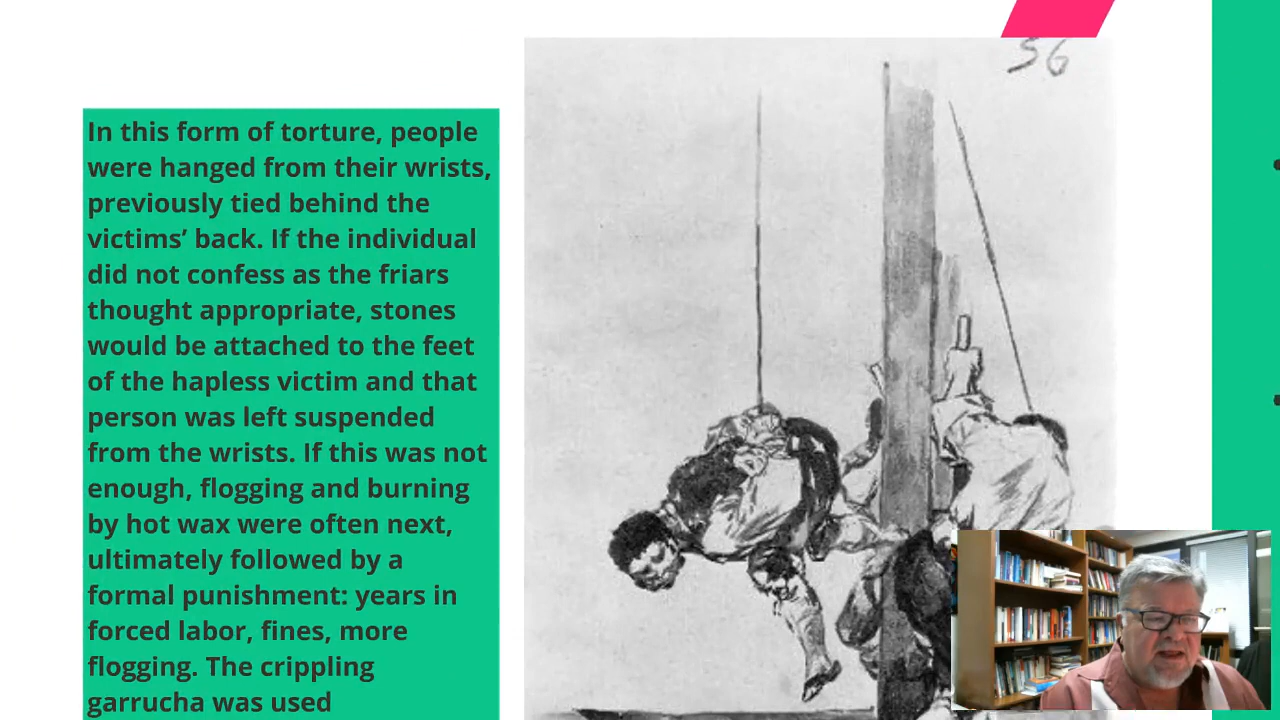 In this form of torture, people
were hanged from their wrists,
previously tied behind the
victims’ back. If the individual
did not confess as the friars
thought appropriate, stones
would be attached to the feet
of the hapless victim and that
person was left suspended
from the wrists. If this was not
enough, flogging and burning
by hot wax were often next,
ultimately followed by a
formal punishment: years in
forced labor, fines, more
flogging. The crippling
garrucha was used
56